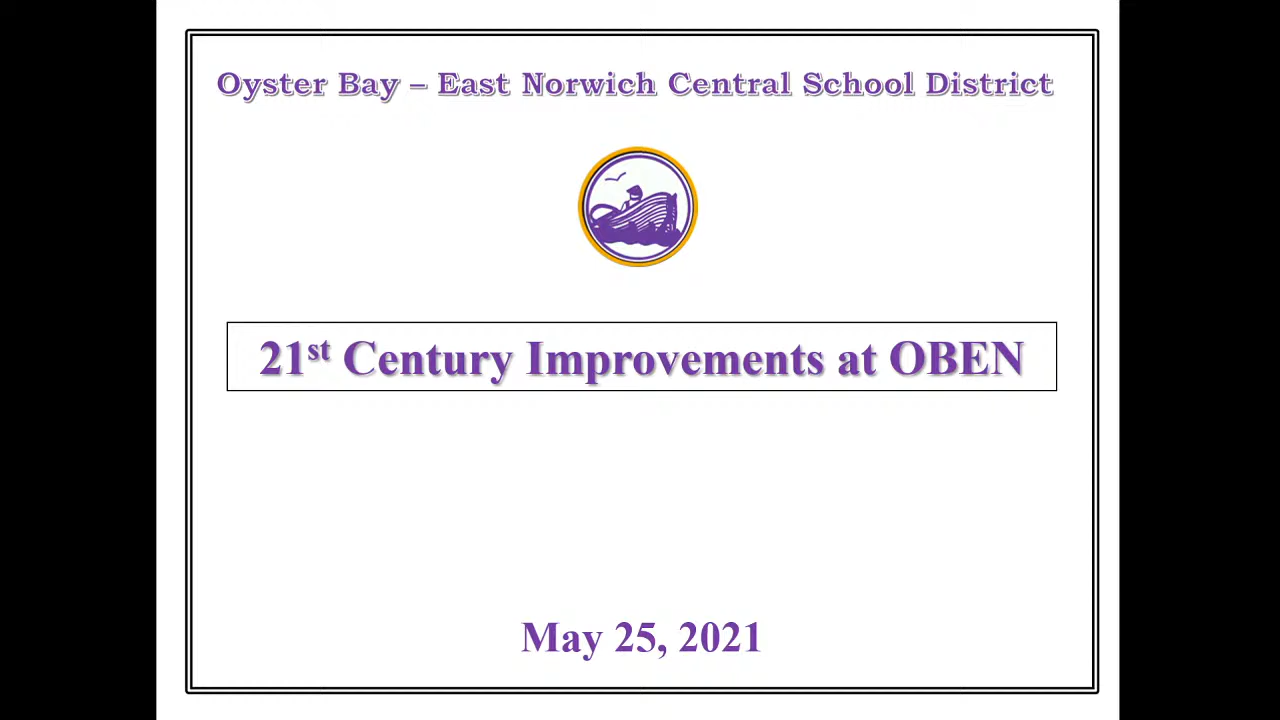 Oyster Bay – East Norwich Central School District
21st Century Improvements at OBEN
May 25, 2021